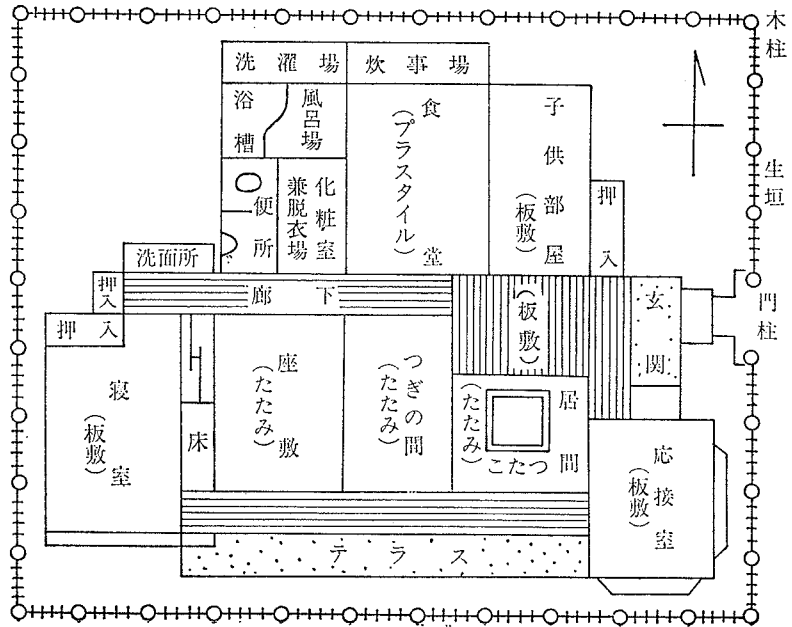 木柱
生垣
門柱
洗濯場
炊事場
浴槽
風呂場
食堂
(プラスタイル)
子供部屋
(板敷)
押入
便所
化粧室
兼脱衣場
洗面所
押入
廊下
(板敷)
玄関
押入
寝室
(板敷)
床
座敷
(たたみ)
つぎの間
(たたみ)
居間
(たたみ)
こたつ
応接室
(板敷)
テラス